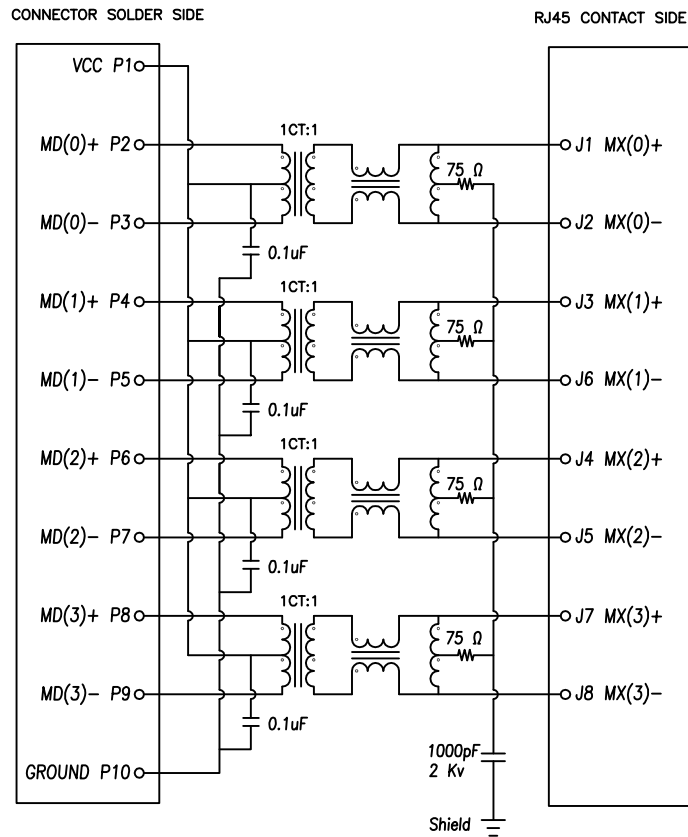 CONNECTOR SOLDER SIDE
RJ45 CONTACT SIDE
VCC P1
1CT:1
MD(0)+ P2
J1 MX(0)+
75 Ω
MD(0)- P3
J2 MX(0)-
0.1uF
1CT:1
MD(1)+ P4
J3 MX(1)+
75 Ω
MD(1)- P5
J6 MX(1)-
0.1uF
1CT:1
MD(2)+ P6
J4 MX(2)+
75 Ω
MD(2)- P7
J5 MX(2)-
0.1uF
1CT:1
MD(3)+ P8
J7 MX(3)+
75 Ω
MD(3)- P9
J8 MX(3)-
0.1uF
1000pF
2 Kv
GROUND P10
Shield